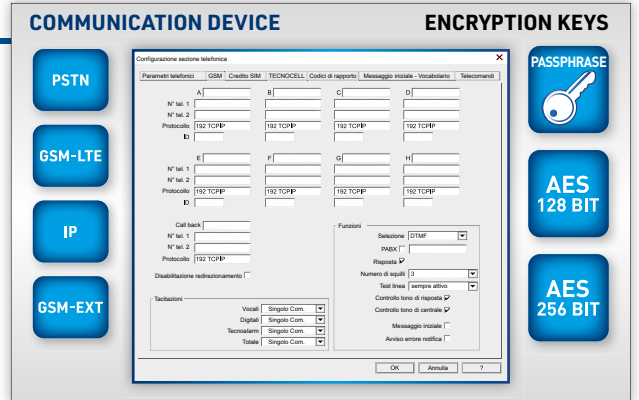 COMMUNICATION DEVICE
ENCRYPTION KEYS
PSTN
GSM-LTE
IP
GSM-EXT
Configurazione sezione telefonica
Parametri telefonici GSM Credito SIM TECNOCELL Codici di rapporto Messaggio iniziale - Vocabolario Telecomandi
A B C D
N° tel. 1
N° tel. 2
Protocollo 192 TCPIP 192 TCPIP 192 TCPIP 192 TCPIP
ID
E F G H
N° tel. 1
N° tel. 2
Protocollo 192 TCPIP 192 TCPIP 192 TCPIP 192 TCPIP
ID
Call back
N° tel. 1
N° tel. 2
Protocollo 192 TCPIP
Disabilitazione redirezionamento
Tacitazioni
Vocali Singolo Com.
Digitali Singolo Com.
Tecnoalarm Singolo Com.
Totale Singolo Com.
Funzioni
Selezione DTMF
PABX
Risposta
Numero di squilli 3
Test linea sempre attivo
Controllo tono di risposta
Controllo tono di centrale
Messaggio iniziale
Avviso errore notifica
OK Annulla ?
PASSPHRASE
AES
128 BIT
AES
256 BIT